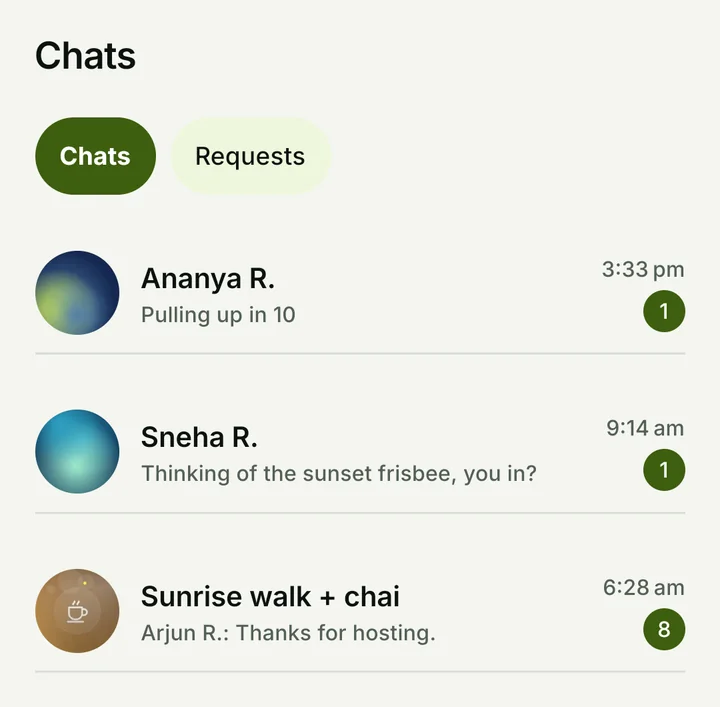 Chats
Chats
Requests
Ananya R.
3:33 pm
Pulling up in 10
1
Sneha R.
9:14 am
Thinking of the sunset frisbee, you in?
1
Sunrise walk + chai
6:28 am
Arjun R.: Thanks for hosting.
8